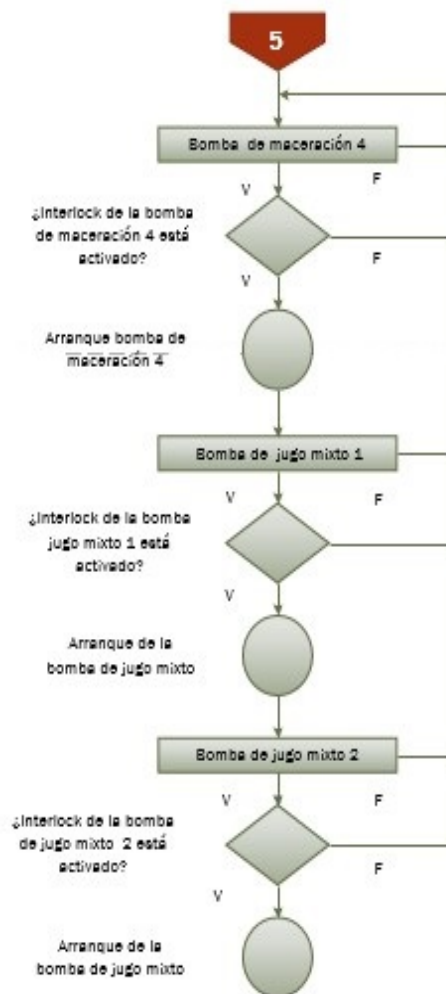 5
Bomba de maceración 4
V
F
¿Interlock de la bomba
de maceración 4 está
activado?
F
V
Arranque bomba de
maceración 4
Bomba de jugo mixto 1
V
F
¿Interlock de la bomba
jugo mixto 1 está
activado?
V
Arranque de la
bomba de jugo mixto
Bomba de jugo mixto 2
V
F
¿Interlock de la bomba
de jugo mixto 2 está
activado?
F
V
Arranque de la
bomba de jugo mixto